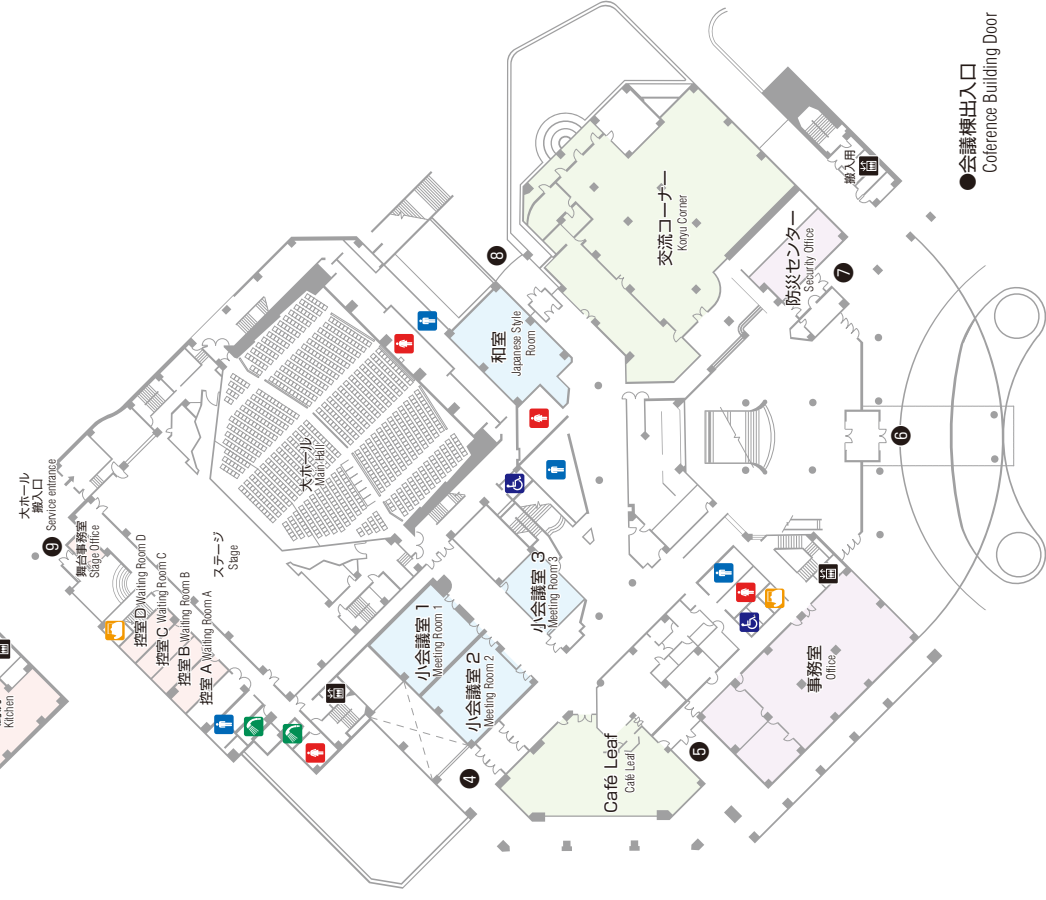 大ホール
搬入口
Service entrance
9
舞台事務室
Stage Office
控室D Waiting Room D
控室C Waiting Room C
控室B Waiting Room B
控室A Waiting Room A
ステージ
Stage
大ホール
Main Hall
Kitchen
小会議室 1
Meeting Room 1
小会議室 2
Meeting Room 2
小会議室 3
Meeting Room 3
和室
Japanese Style
Room
8
交流コーナー
Koryu Corner
防災センター
Security Office
7
搬入用
6
事務室
Office
5
Café Leaf
Café Leaf
4
●会議棟出入口
Coference Building Door